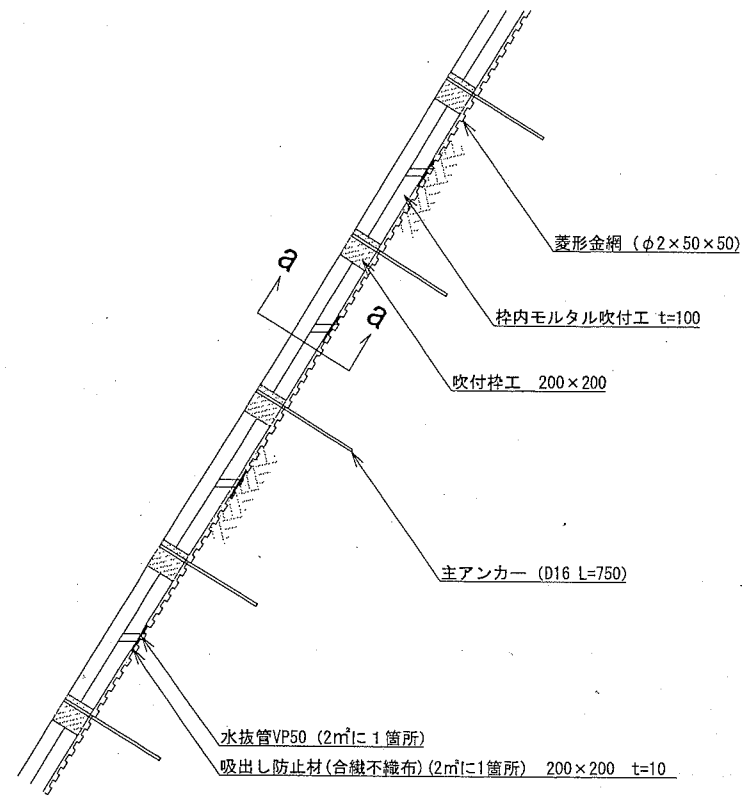 菱形金網 (φ2×50×50)
a
a
枠内モルタル吹付工 t=100
吹付枠工 200×200
主アンカー (D16 L=750)
水抜管VP50 (2㎡に1箇所)
吸出し防止材(合繊不織布)(2㎡に1箇所) 200×200 t=10